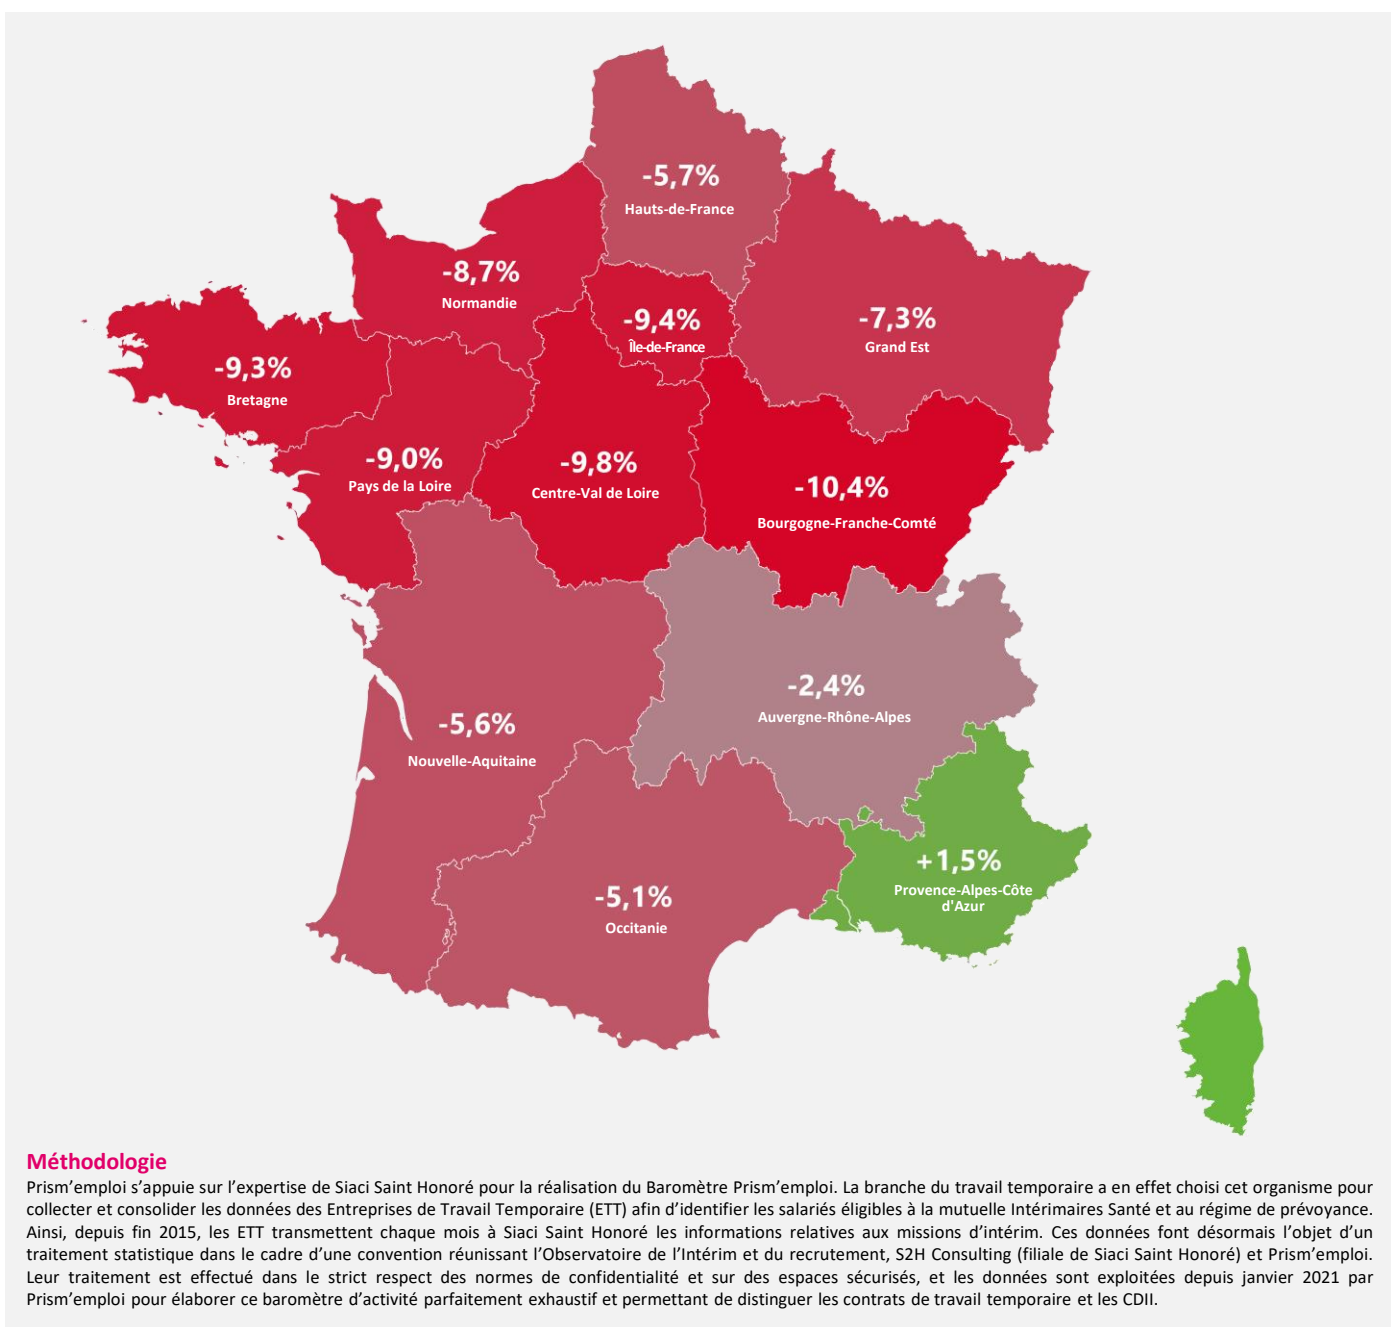 -5,7%
Hauts-de-France
-8,7%
Normandie
-9,4%
Île-de-France
-7,3%
Grand Est
-9,3%
Bretagne
-9,0%
Pays de la Loire
-9,8%
Centre-Val de Loire
-10,4%
Bourgogne-Franche-Comté
-2,4%
Auvergne-Rhône-Alpes
-5,6%
Nouvelle-Aquitaine
+1,5%
Provence-Alpes-Côte
d'Azur
-5,1%
Occitanie
Méthodologie
Prism’emploi s’appuie sur l’expertise de Siaci Saint Honoré pour la réalisation du Baromètre Prism’emploi. La branche du travail temporaire a en effet choisi cet organisme pour
collecter et consolider les données des Entreprises de Travail Temporaire (ETT) afin d’identifier les salariés éligibles à la mutuelle Intérimaires Santé et au régime de prévoyance.
Ainsi, depuis fin 2015, les ETT transmettent chaque mois à Siaci Saint Honoré les informations relatives aux missions d’intérim. Ces données font désormais l’objet d’un
traitement statistique dans le cadre d’une convention réunissant l’Observatoire de l’Intérim et du recrutement, S2H Consulting (filiale de Siaci Saint Honoré) et Prism’emploi.
Leur traitement est effectué dans le strict respect des normes de confidentialité et sur des espaces sécurisés, et les données sont exploitées depuis janvier 2021 par
Prism’emploi pour élaborer ce baromètre d’activité parfaitement exhaustif et permettant de distinguer les contrats de travail temporaire et les CDII.